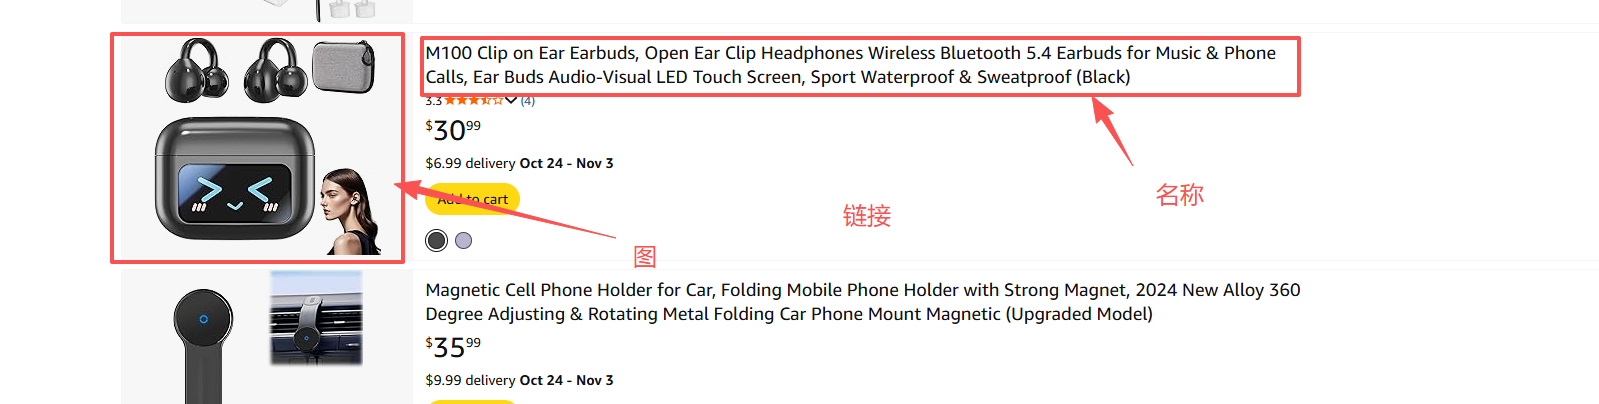 M100 Clip on Ear Earbuds, Open Ear Clip Headphones Wireless Bluetooth 5.4 Earbuds for Music & Phone
Calls, Ear Buds Audio-Visual LED Touch Screen, Sport Waterproof & Sweatproof (Black)
3.3 (4)
$30.99
$6.99 delivery Oct 24 - Nov 3
Add to cart
名称
链接
图
Magnetic Cell Phone Holder for Car, Folding Mobile Phone Holder with Strong Magnet, 2024 New Alloy 360
Degree Adjusting & Rotating Metal Folding Car Phone Mount Magnetic (Upgraded Model)
$35.99
$9.99 delivery Oct 24 - Nov 3